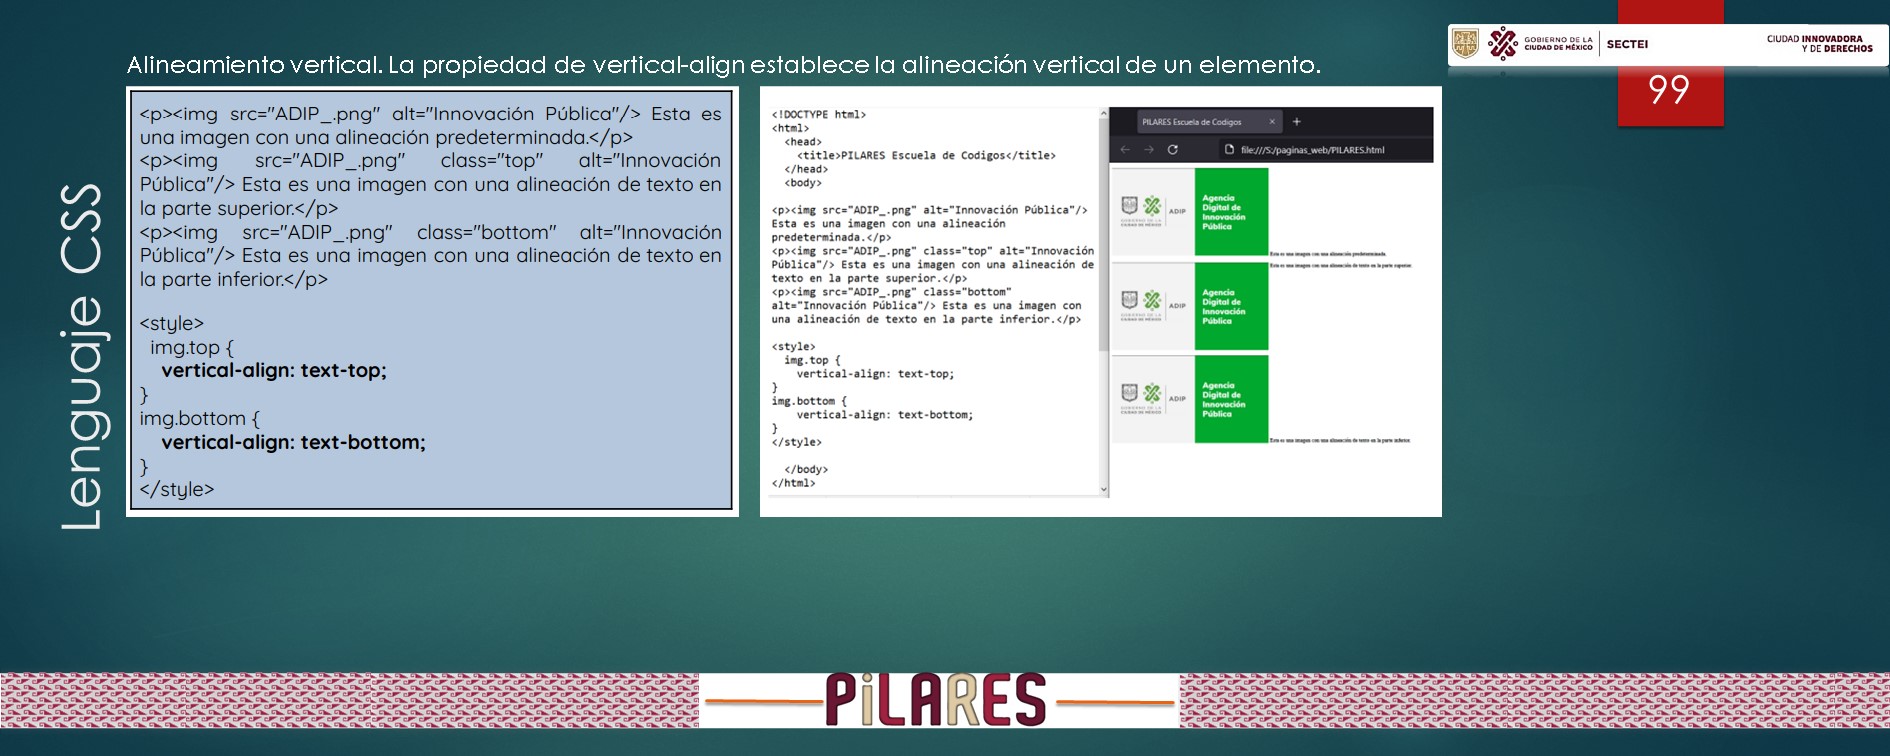 GOBIERNO DE LA
CIUDAD DE MÉXICO
SECTEI
CIUDAD INNOVADORA
Y DE DERECHOS
99
Alineamiento vertical. La propiedad de vertical-align establece la alineación vertical de un elemento.
Lenguaje CSS
<p><img src="ADIP_.png" alt="Innovación Pública"/> Esta es
una imagen con una alineación predeterminada.</p>
<p><img src="ADIP_.png" class="top" alt="Innovación
Pública"/> Esta es una imagen con una alineación de texto en
la parte superior.</p>
<p><img src="ADIP_.png" class="bottom" alt="Innovación
Pública"/> Esta es una imagen con una alineación de texto en
la parte inferior.</p>
<style>
img.top {
vertical-align: text-top;
}
img.bottom {
vertical-align: text-bottom;
}
</style>
<!DOCTYPE html>
<html>
<head>
<title>PILARES Escuela de Codigos</title>
</head>
<body>
<p><img src="ADIP_.png" alt="Innovación Pública"/>
Esta es una imagen con una alineación
predeterminada.</p>
<p><img src="ADIP_.png" class="top" alt="Innovación
Pública"/> Esta es una imagen con una alineación de
texto en la parte superior.</p>
<p><img src="ADIP_.png" class="bottom"
alt="Innovación Pública"/> Esta es una imagen con
una alineación de texto en la parte inferior.</p>
<style>
img.top {
vertical-align: text-top;
}
img.bottom {
vertical-align: text-bottom;
}
</style>
</body>
</html>
PILARES Escuela de Codigos × +
file:///S:/paginas_web/PILARES.html
GOBIERNO DE LA
CIUDAD DE MÉXICO
ADIP
Agencia
Digital de
Innovación
Pública
Esta es una imagen con una alineación predeterminada.
GOBIERNO DE LA
CIUDAD DE MÉXICO
ADIP
Agencia
Digital de
Innovación
Pública
Esta es una imagen con una alineación de texto en la parte superior.
GOBIERNO DE LA
CIUDAD DE MÉXICO
ADIP
Agencia
Digital de
Innovación
Pública
Esta es una imagen con una alineación de texto en la parte inferior.
PiLARES